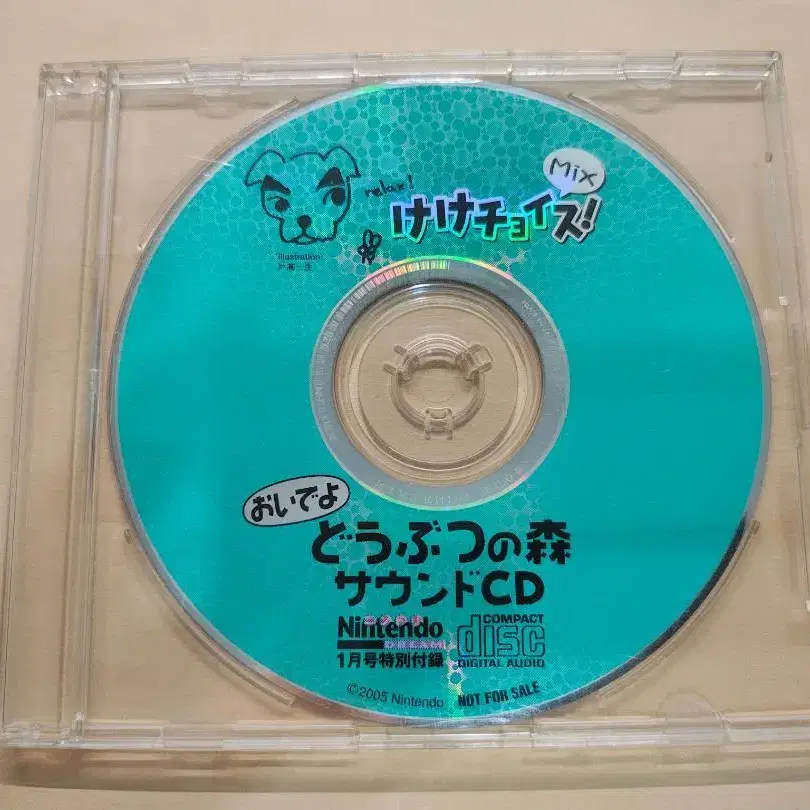 relax!
Mix
けけチョイス!
illustration
おいでよ
どうぶつの森
サウンドCD
Nintendo
DREAM
1月号特別付録
COMPACT
disc
DIGITAL AUDIO
©2005 Nintendo
NOT FOR SALE